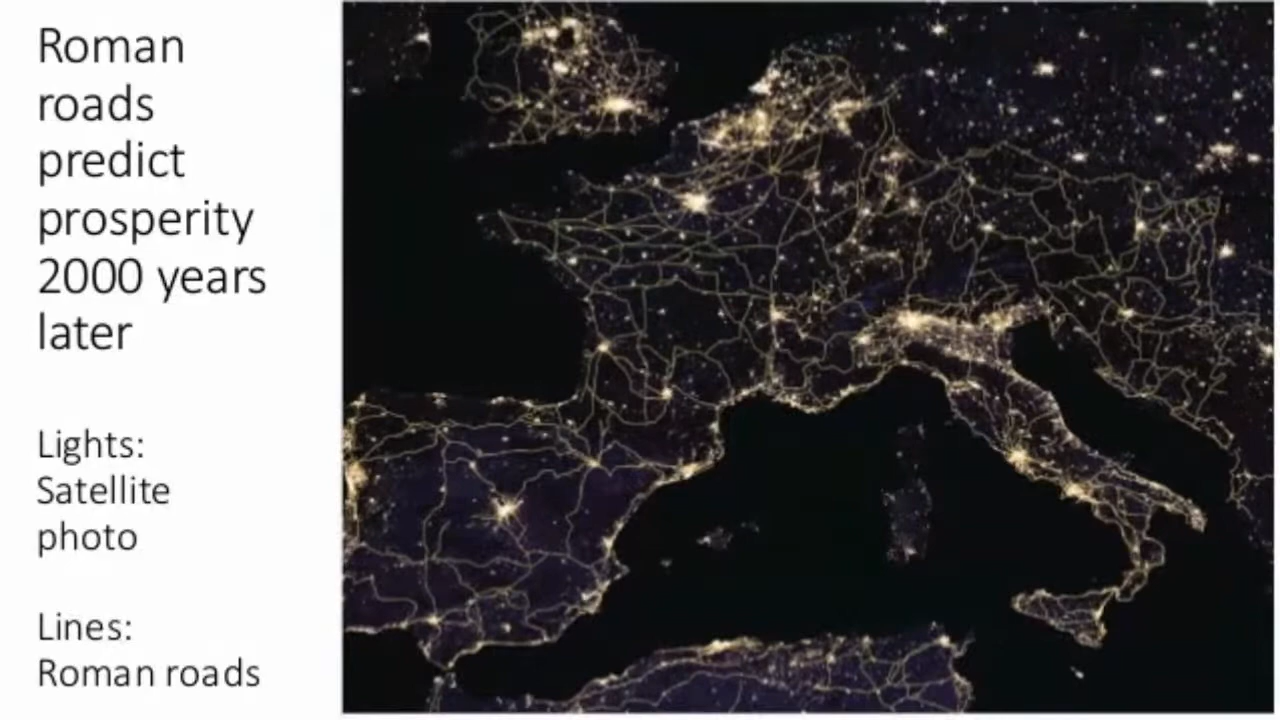 Roman
roads
predict
prosperity
2000 years
later
Lights:
Satellite
photo
Lines:
Roman roads